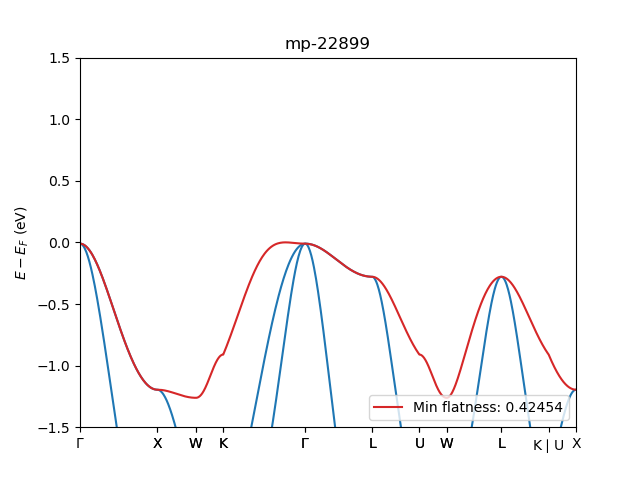 mp-22899
E − E_F (eV)
1.5
1.0
0.5
0.0
−0.5
−1.0
−1.5
Min flatness: 0.42454
Γ X W K Γ L U W L K | U X